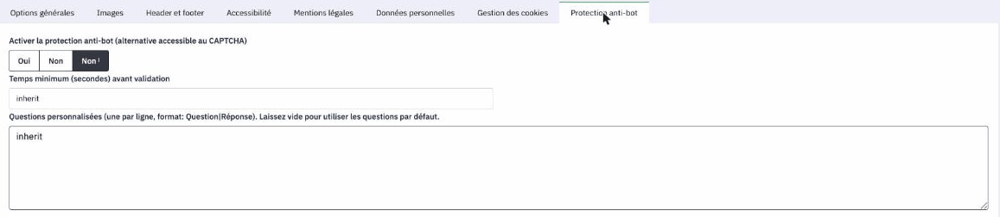 Options générales Images Header et footer Accessibilité Mentions légales Données personnelles Gestion des cookies Protection anti-bot
Activer la protection anti-bot (alternative accessible au CAPTCHA)
Oui Non Non ᴵ
Temps minimum (secondes) avant validation
inherit
Questions personnalisées (une par ligne, format: Question|Réponse). Laissez vide pour utiliser les questions par défaut.
inherit